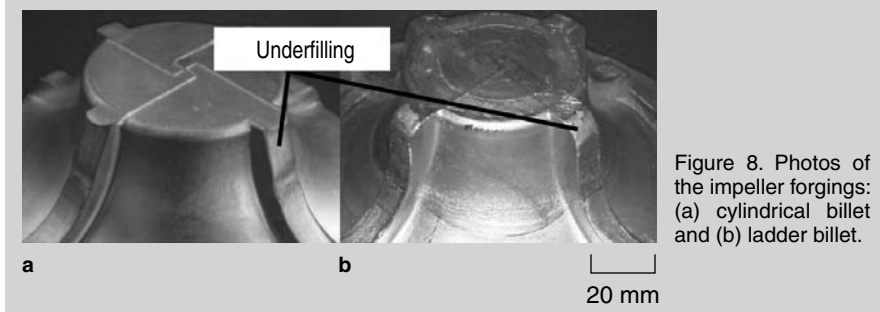 Underfilling
Figure 8. Photos of
the impeller forgings:
(a) cylindrical billet
and (b) ladder billet.
a
b
20 mm